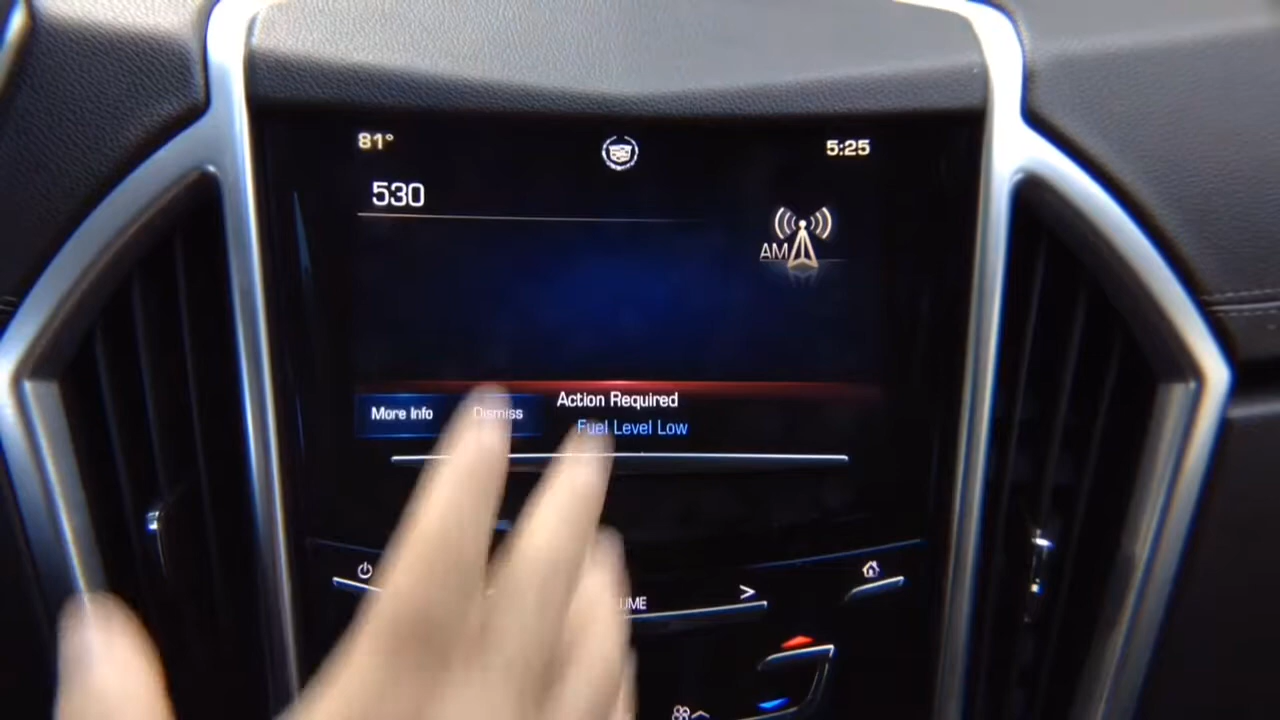 81°
5:25
530
AM
Action Required
More Info
Dismiss
Fuel Level Low